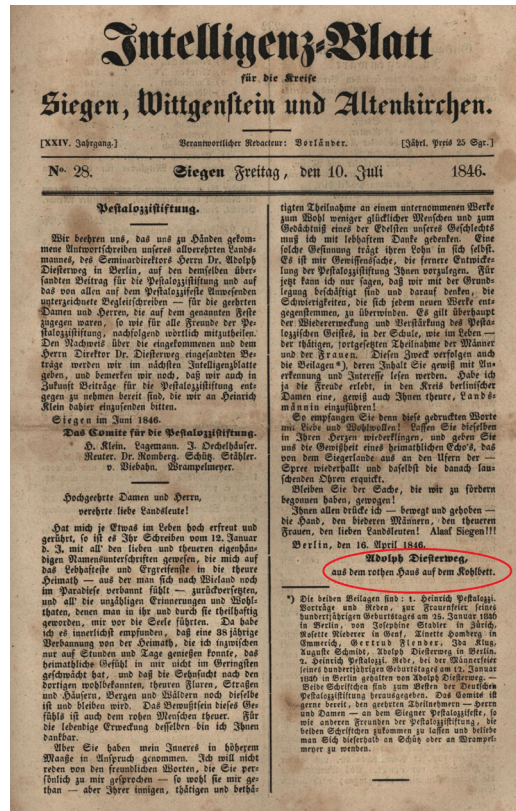 Intelligenz-Blatt
für die Kreise
Siegen, Wittgenstein und Altenkirchen.
[XXIV. Jahrgang.] Verantwortlicher Redacteur: Vorländer. [Jährl. Preis 25 Sgr.]
No. 28. Siegen Freitag, den 10. Juli 1846.
Pestalozzistiftung.
Wir beehren uns, das uns zu Händen gekom-
mene Antwortschreiben unseres allverehrten Lands-
mannes, des Seminardirektors Herrn Dr. Adolph
Diesterweg in Berlin, auf den demselben über-
sandten Beitrag für die Pestalozzistiftung und auf
das von allen auf dem Pestalozzifeste Anwesenden
unterzeichnete Begleitschreiben — für die geehrten
Damen und Herren, die auf dem genannten Feste
zugegen waren, so wie für alle Freunde der Pe-
stalozzistiftung, nachfolgend wörtlich mitzutheilen.
Den Nachweis über die eingekommenen und dem
Herrn Direktor Dr. Diesterweg eingesandten Bei-
träge werden wir im nächsten Intelligenzblatte
geben, und bemerken wir noch, daß wir auch in
Zukunft Beiträge für die Pestalozzistiftung ent-
gegen zu nehmen bereit sind, die wir an Heinrich
Klein dahier einzusenden bitten.
Siegen im Juni 1846.
Das Comite für die Pestalozzistiftung.
H. Klein. Lagemann. J. Oechelhäuser.
Reuter. Dr. Romberg. Schütz. Stähler.
v. Viebahn. Wrampelmeyer.
Hochgeehrte Damen und Herrn,
verehrte liebe Landsleute!
Hat mich je Etwas im Leben hoch erfreut und
gerührt, so ist es Ihr Schreiben vom 12. Januar
d. J. mit all' den lieben und theueren eigenhän-
digen Namensunterschriften gewesen, die mich auf
das Lebhafteste und Ergreifenste in die theure
Heimath — aus der man sich nach Wieland noch
im Paradiese verbannt fühlt — zurückversetzten,
und all' die unzähligen Erinnerungen und Wohl-
thaten, denen man in ihr und durch sie theilhaftig
geworden, mir vor die Seele führten. Da habe
ich es innerlichst empfunden, daß eine 38jährige
Verbannung von der Heimath, die ich inzwischen
nur auf Stunden und Tage genießen konnte, das
heimathliche Gefühl in mir nicht im Geringsten
geschwächt hat, und daß die Sehnsucht nach den
dortigen wohlbekannten, theuren Fluren, Straßen
und Häusern, Bergen und Wäldern noch dieselbe
ist und bleiben wird. Das Bewußtsein dieses Ge-
fühls ist auch dem rohen Menschen theuer. Für
die lebendige Erweckung desselben bin ich Ihnen
dankbar.
Aber Sie haben mein Inneres in höherem
Maaße in Anspruch genommen. Ich will nicht
reden von den freundlichen Worten, die Sie per-
sönlich zu mir gesprochen — so wohl sie mir ge-
than — aber Ihrer innigen, thätigen und bethä-
tigten Theilnahme an einem unternommenen Werke
zum Wohl weniger glücklicher Menschen und zum
Gedächtniß eines der Edelsten unseres Geschlechts
muß ich mit lebhaftem Danke gedenken. Eine
solche Gesinnung trägt ihren Lohn in sich selbst.
Es ist mir Gewissensache, die fernere Entwicke-
lung der Pestalozzistiftung Ihnen vorzulegen. Für
jetzt kann ich nur sagen, daß wir mit der Grund-
legung beschäftigt sind und darauf denken, die
Schwierigkeiten, die sich jedem neuen Werke ent-
gegenstemmen, zu überwinden. Es gilt überhaupt
der Wiedererweckung und Verstärkung des Pesta-
lozzischen Geistes, in der Schule, wie im Leben —
der thätigen, fortgesetzten Theilnahme der Männer
und der Frauen. Diesen Zweck verfolgen auch
die Beilagen*), deren Inhalt Sie gewiß mit An-
erkennung und Interesse lesen werden. Habe ich
ja die Freude erlebt, in den Kreis berlinischer
Damen eine, gewiß auch Ihnen theure, Lands-
männin einzuführen!
So empfangen Sie denn diese gedruckten Worte
mit Liebe und Wohlwollen! Lassen Sie dieselben
in Ihren Herzen wiederklingen, und geben Sie
uns die Gewißheit eines heimathlichen Echo's, das
von dem Siegerlande aus an den Ufern der —
Spree wiederhallt und daselbst die danach lau-
schenden Ohren erquickt.
Bleiben Sie der Sache, die wir zu fördern
begonnen haben, gewogen!
Ihnen allen drücke ich — bewegt und gehoben —
die Hand, den biederen Männern, den theueren
Frauen, den lieben Landsleuten! Alaaf Siegen!!!
Berlin, den 16. April 1846.
Adolph Diesterweg,
aus dem rothen Haus auf dem Kohlbett.
*) Die beiden Beilagen sind: 1. Heinrich Pestalozzi.
Vorträge und Reden, zur Frauenfeier seines
hundertjährigen Geburtstages am 25. Januar 1846
in Berlin, von Josephine Stadler in Zürich,
Rosette Niederer in Genf, Tinette Homberg in
Emmerich, Gertrud Flender, Ida Klug,
Auguste Schmidt, Adolph Diesterweg in Berlin.
2. Heinrich Pestalozzi. Rede, bei der Männerfeier
seines hundertjährigen Geburtstages am 12. Januar
1846 in Berlin gehalten von Adolph Diesterweg. —
Beide Schriftchen sind zum Besten der Deutschen
Pestalozzistiftung herausgegeben. Das Comite ist
gerne bereit, den geehrten Theilnehmern — Herrn
und Damen — an dem Siegner Pestalozzifeste, so
wie anderen Freunden der Pestalozzistiftung, die
beiden Schriftchen zukommen zu lassen und beliebe
man sich dieserhalb an Schütz oder an Wrampel-
meyer zu wenden.